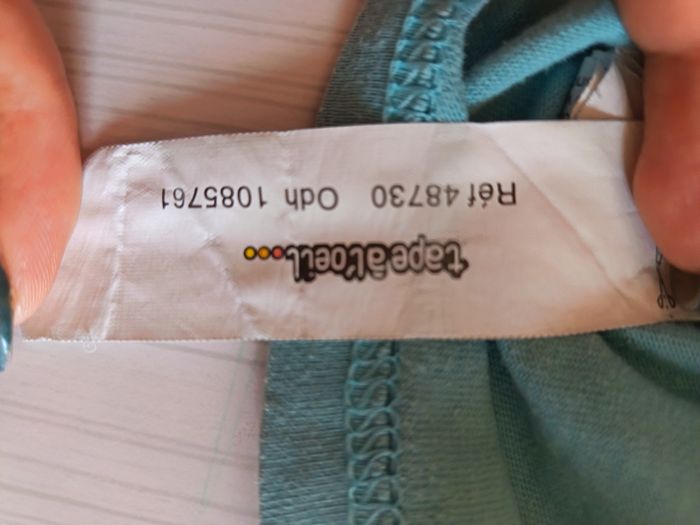 tape à l'oeil...
Réf 48730 Odh 1085761